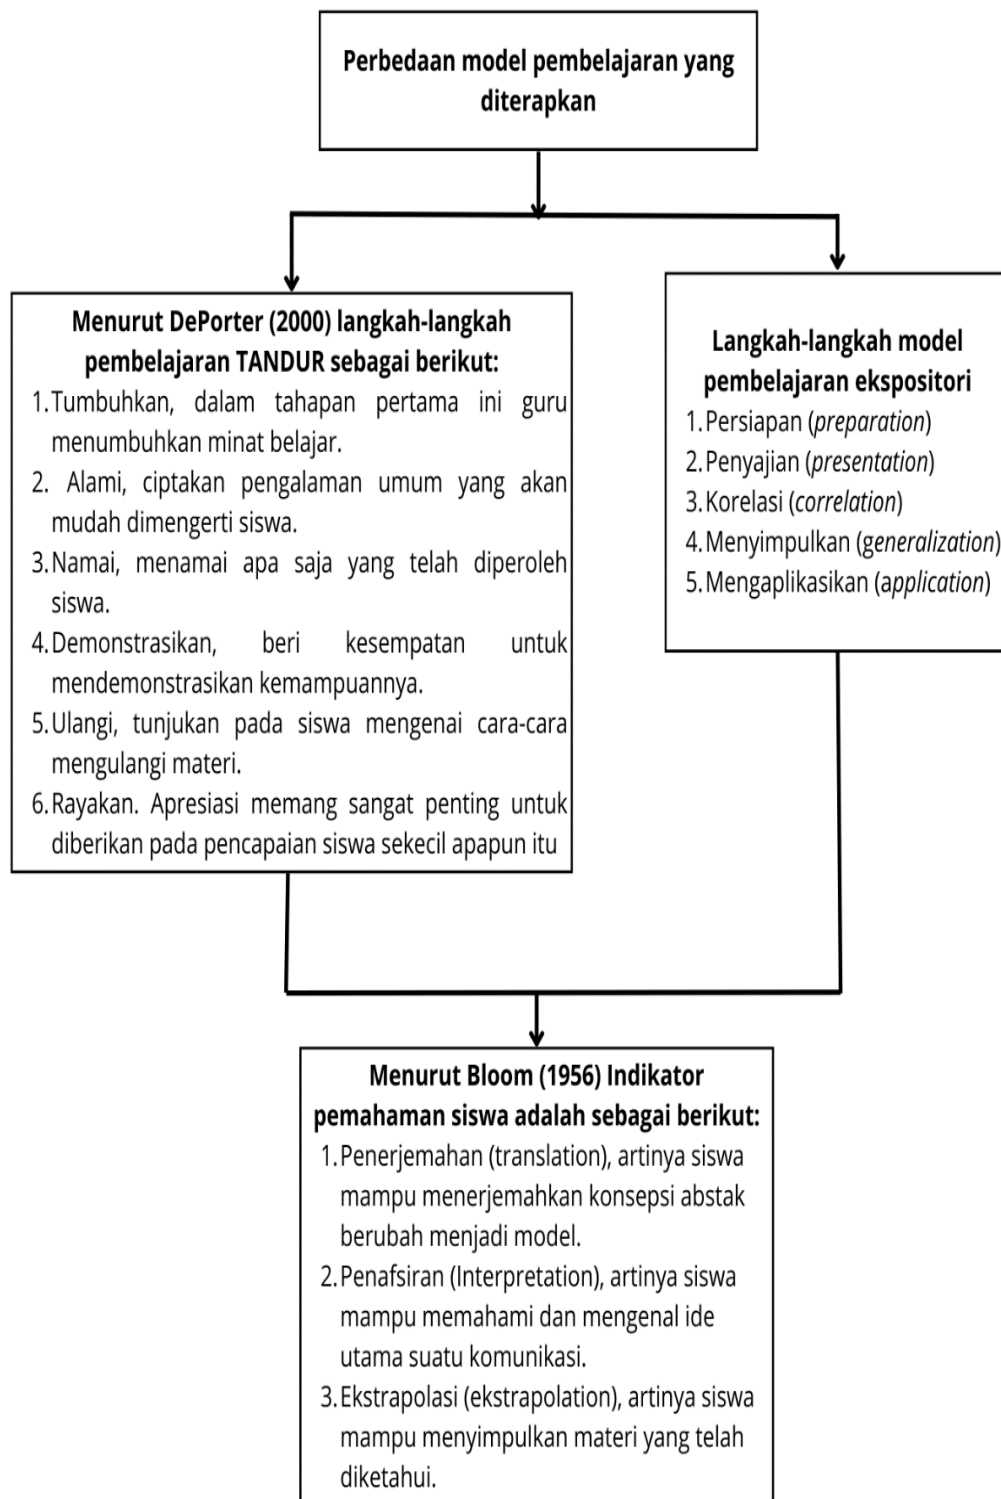 Perbedaan model pembelajaran yang
diterapkan
Menurut DePorter (2000) langkah-langkah
pembelajaran TANDUR sebagai berikut:
1. Tumbuhkan, dalam tahapan pertama ini guru
menumbuhkan minat belajar.
2. Alami, ciptakan pengalaman umum yang akan
mudah dimengerti siswa.
3. Namai, menamai apa saja yang telah diperoleh
siswa.
4. Demonstrasikan, beri kesempatan untuk
mendemonstrasikan kemampuannya.
5. Ulangi, tunjukan pada siswa mengenai cara-cara
mengulangi materi.
6. Rayakan. Apresiasi memang sangat penting untuk
diberikan pada pencapaian siswa sekecil apapun itu
Langkah-langkah model
pembelajaran ekspositori
1. Persiapan (preparation)
2. Penyajian (presentation)
3. Korelasi (correlation)
4. Menyimpulkan (generalization)
5. Mengaplikasikan (application)
Menurut Bloom (1956) Indikator
pemahaman siswa adalah sebagai berikut:
1. Penerjemahan (translation), artinya siswa
mampu menerjemahkan konsepsi abstak
berubah menjadi model.
2. Penafsiran (Interpretation), artinya siswa
mampu memahami dan mengenal ide
utama suatu komunikasi.
3. Ekstrapolasi (ekstrapolation), artinya siswa
mampu menyimpulkan materi yang telah
diketahui.